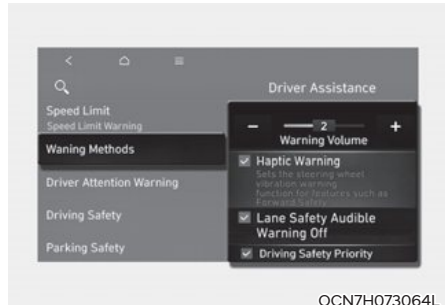 Driver Assistance
Speed Limit
Speed Limit Warning
Waning Methods
Driver Attention Warning
Driving Safety
Parking Safety
− 2 +
Warning Volume
Haptic Warning
Sets the steering wheel
vibration warning
function for features such as
Forward Safety
Lane Safety Audible
Warning Off
Driving Safety Priority
OCN7H073064L